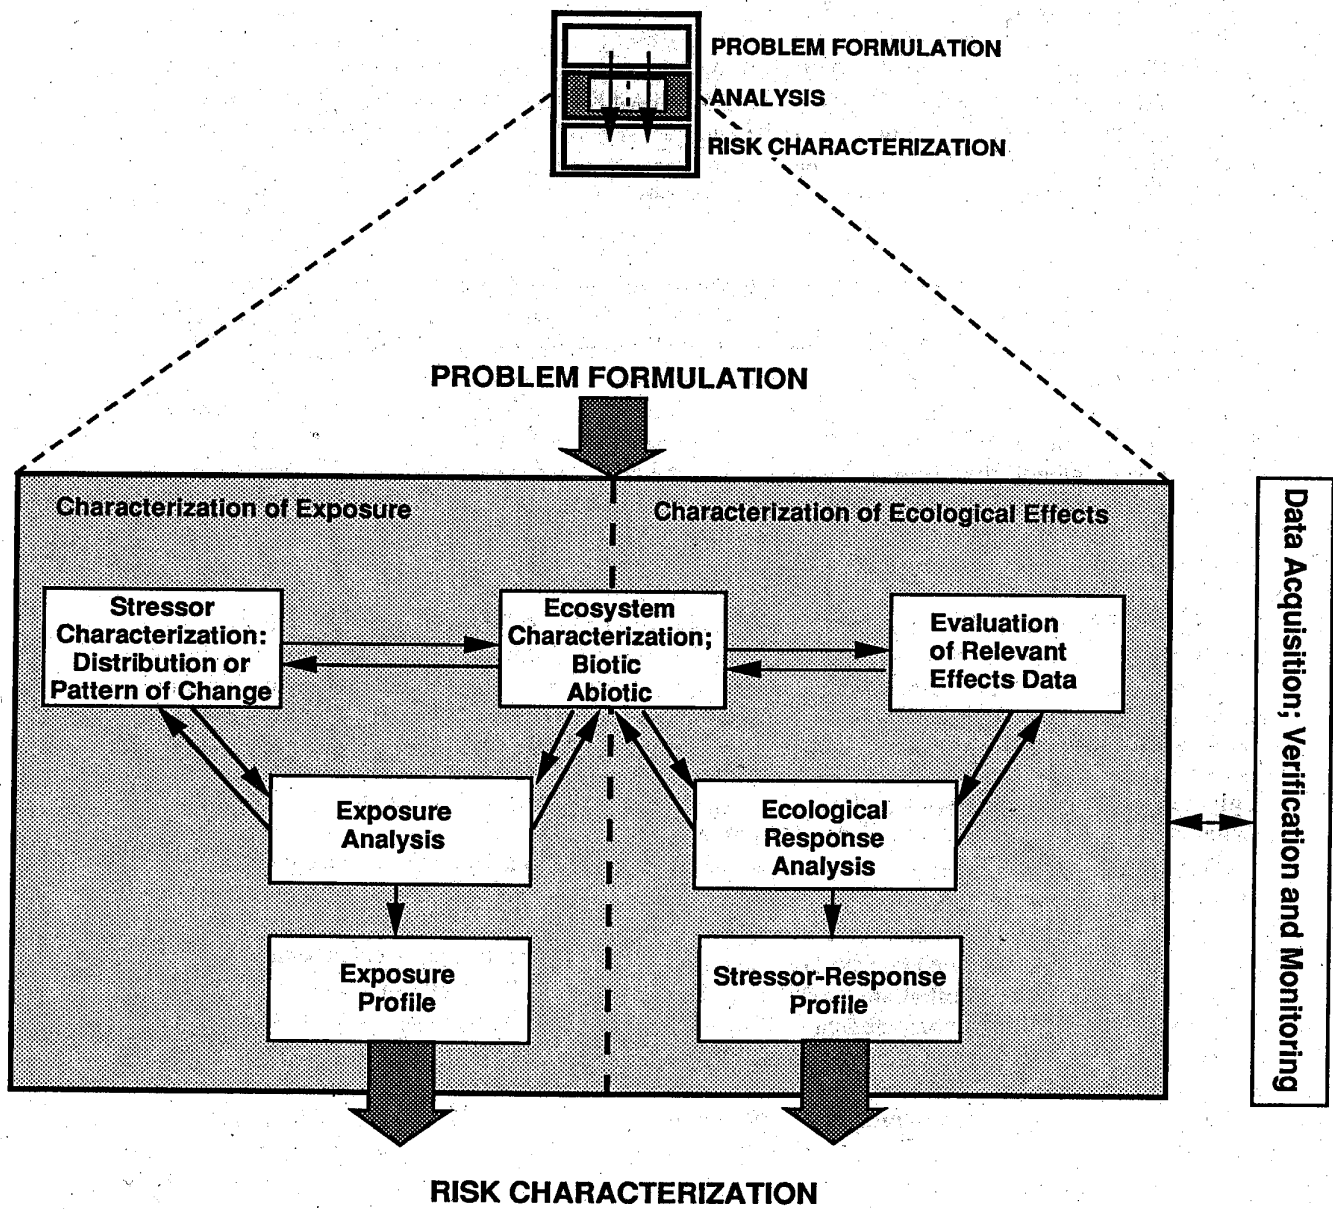 PROBLEM FORMULATION
ANALYSIS
RISK CHARACTERIZATION
PROBLEM FORMULATION
Characterization of Exposure
Characterization of Ecological Effects
Stressor
Characterization:
Distribution or
Pattern of Change
Ecosystem
Characterization;
Biotic
Abiotic
Evaluation
of Relevant
Effects Data
Exposure
Analysis
Ecological
Response
Analysis
Exposure
Profile
Stressor-Response
Profile
Data Acquisition; Verification and Monitoring
RISK CHARACTERIZATION